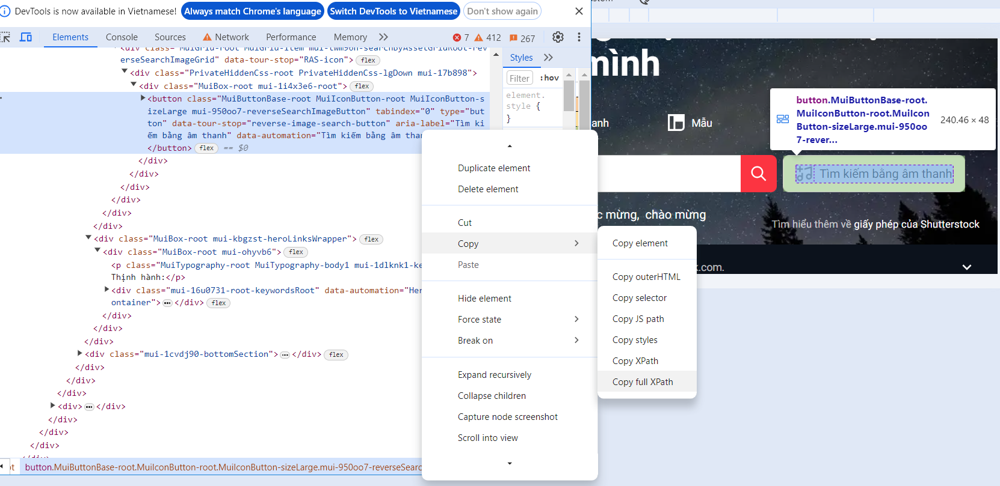 DevTools is now available in Vietnamese! Always match Chrome's language Switch DevTools to Vietnamese Don't show again
Elements Console Sources Network Performance Memory 7 412 267
<div class="MuiGrid-root MuiGrid-item mui-searchbyAssetGridRoot-rev
erseSearchImageGrid" data-tour-stop="RAS-icon"> flex
<div class="PrivateHiddenCss-root PrivateHiddenCss-lgDown mui-17b898">
<div class="MuiBox-root mui-1i4x3e6-root"> flex
<button class="MuiButtonBase-root MuiIconButton-root MuiIconButton-s
izeLarge mui-950oo7-reverseSearchImageButton" tabindex="0" type="but
ton" data-tour-stop="reverse-image-search-button" aria-label="Tìm ki
ếm bằng âm thanh" data-automation="Tìm kiếm bằng âm than
</button> flex == $0
</div>
</div>
</div>
</div>
</div>
</div>
<div class="MuiBox-root mui-kbgzst-heroLinksWrapper"> flex
<div class="MuiBox-root mui-ohyvb6"> flex
<p class="MuiTypography-root MuiTypography-body1 mui-1dlknk1-ke
Thịnh hành:</p>
<div class="mui-16u0731-root-keywordsRoot" data-automation="Her
ontainer"> ••• </div> flex
</div>
</div>
</div>
<div class="mui-1cvdj90-bottomSection"> ••• </div> flex
</div>
</div>
</div>
<div> ••• </div>
</div>
</div>
</div>
button.MuiButtonBase-root.MuiIconButton-root.MuiIconButton-sizeLarge.mui-950oo7-reverseSearc
Styles
Filter :hov
element.
style {
}
Duplicate element
Delete element
Cut
Copy
Paste
Hide element
Force state
Break on
Expand recursively
Collapse children
Capture node screenshot
Scroll into view
Copy element
Copy outerHTML
Copy selector
Copy JS path
Copy styles
Copy XPath
Copy full XPath
mình
button.MuiButtonBase-root.
MuiIconButton-root.MuiIcon
Button-sizeLarge.mui-950oo
7-rever...
240.46 × 48
anh
Mẫu
Tìm kiếm bằng âm thanh
c mừng, chào mừng
Tìm hiểu thêm về giấy phép của Shutterstock
k.com.